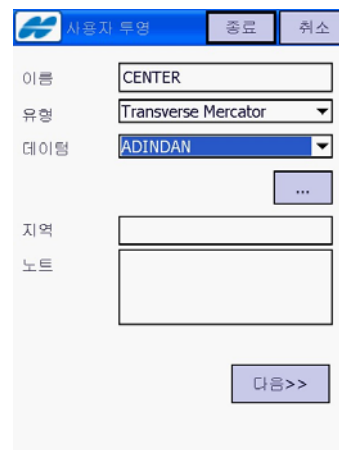 사용자 투영 종료 취소
이름 CENTER
유형 Transverse Mercator
데이텀 ADINDAN
...
지역
노트
다음>>